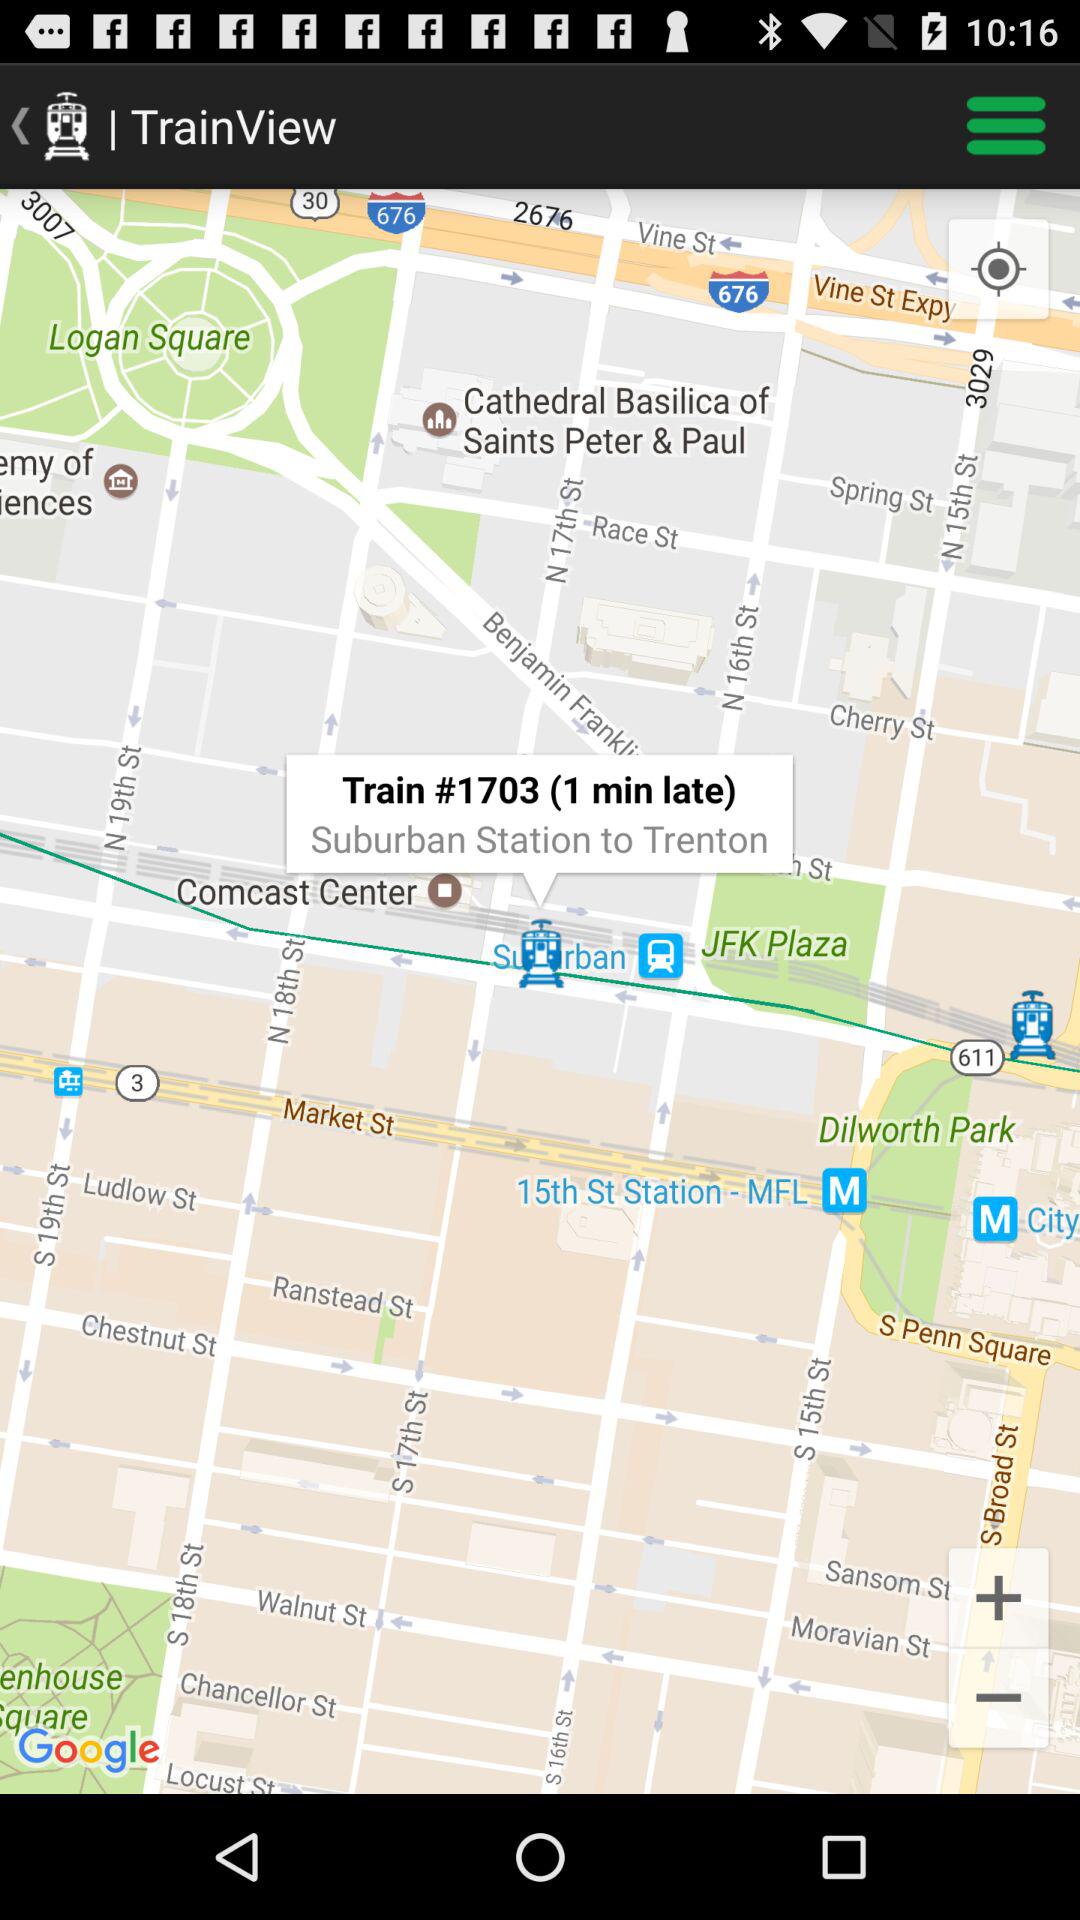 10:16
| TrainView
3007
30
676
2676
Vine St
676
Vine St Expy
Logan Square
3029
Cathedral Basilica of
Saints Peter & Paul
emy of
iences
Spring St
N 15th St
N 17th St
Race St
N 16th St
Benjamin Frankli
Cherry St
N 19th St
Train #1703 (1 min late)
Suburban Station to Trenton
h St
Comcast Center
JFK Plaza
Su rban
N 18th St
611
3
Market St
Dilworth Park
15th St Station - MFL
M
M
City
Ludlow St
S 19th St
Ranstead St
Chestnut St
S Penn Square
S 15th St
S 17th St
S Broad St
Sansom St
S 18th St
Walnut St
Moravian St
enhouse
Square
Chancellor St
Google
S 16th St
Locust St